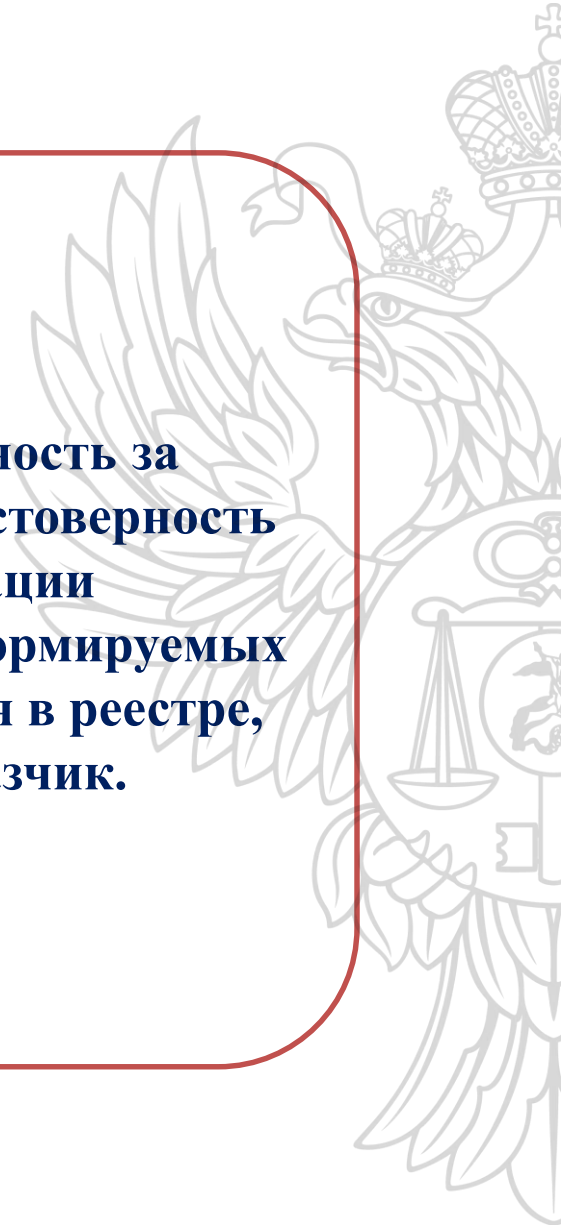 ность за
стоверность
ции
ормируемых
я в реестре,
зчик.